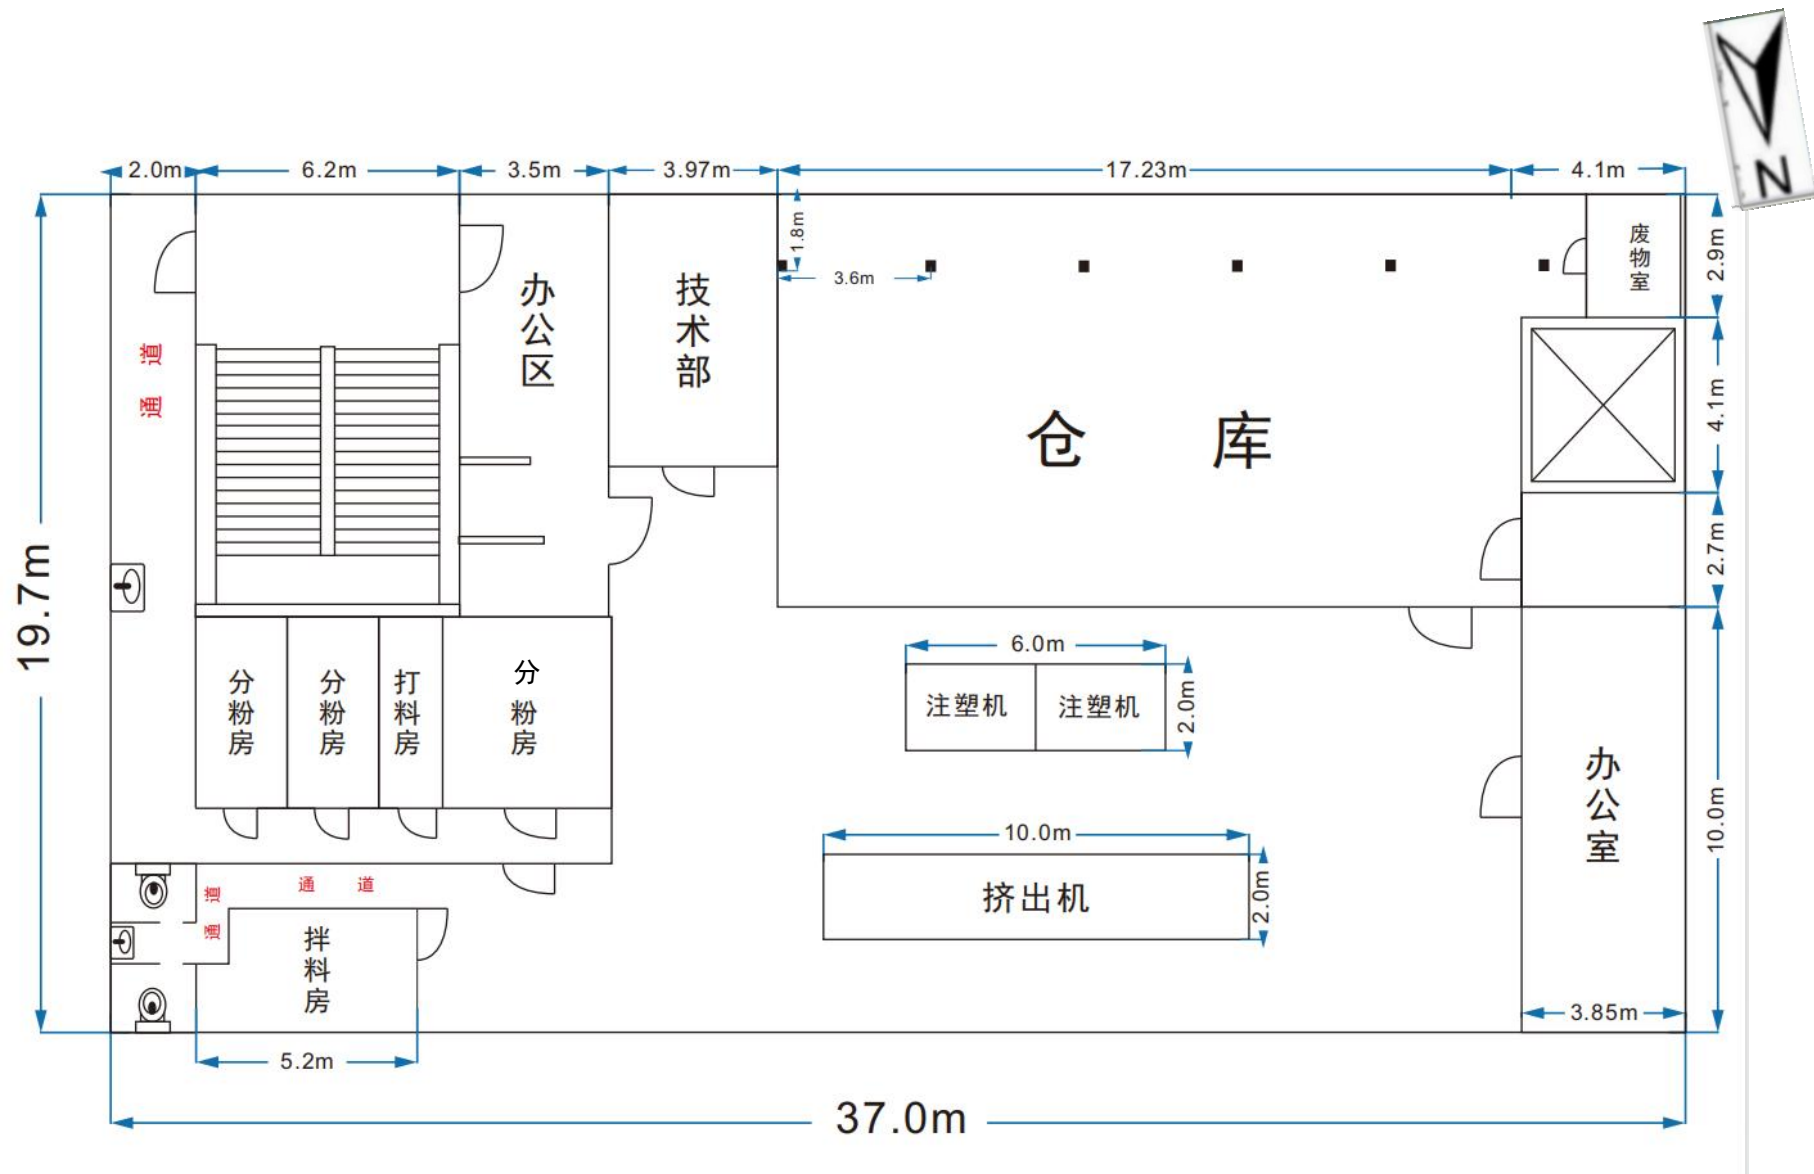 N
2.0m
6.2m
3.5m
3.97m
17.23m
4.1m
1.8m
3.6m
2.9m
4.1m
2.7m
10.0m
19.7m
办公区
技术部
废物室
通道
仓 库
分粉房
分粉房
打料房
分粉房
6.0m
注塑机
注塑机
2.0m
办公室
10.0m
挤出机
2.0m
通道
通道
拌料房
3.85m
5.2m
37.0m